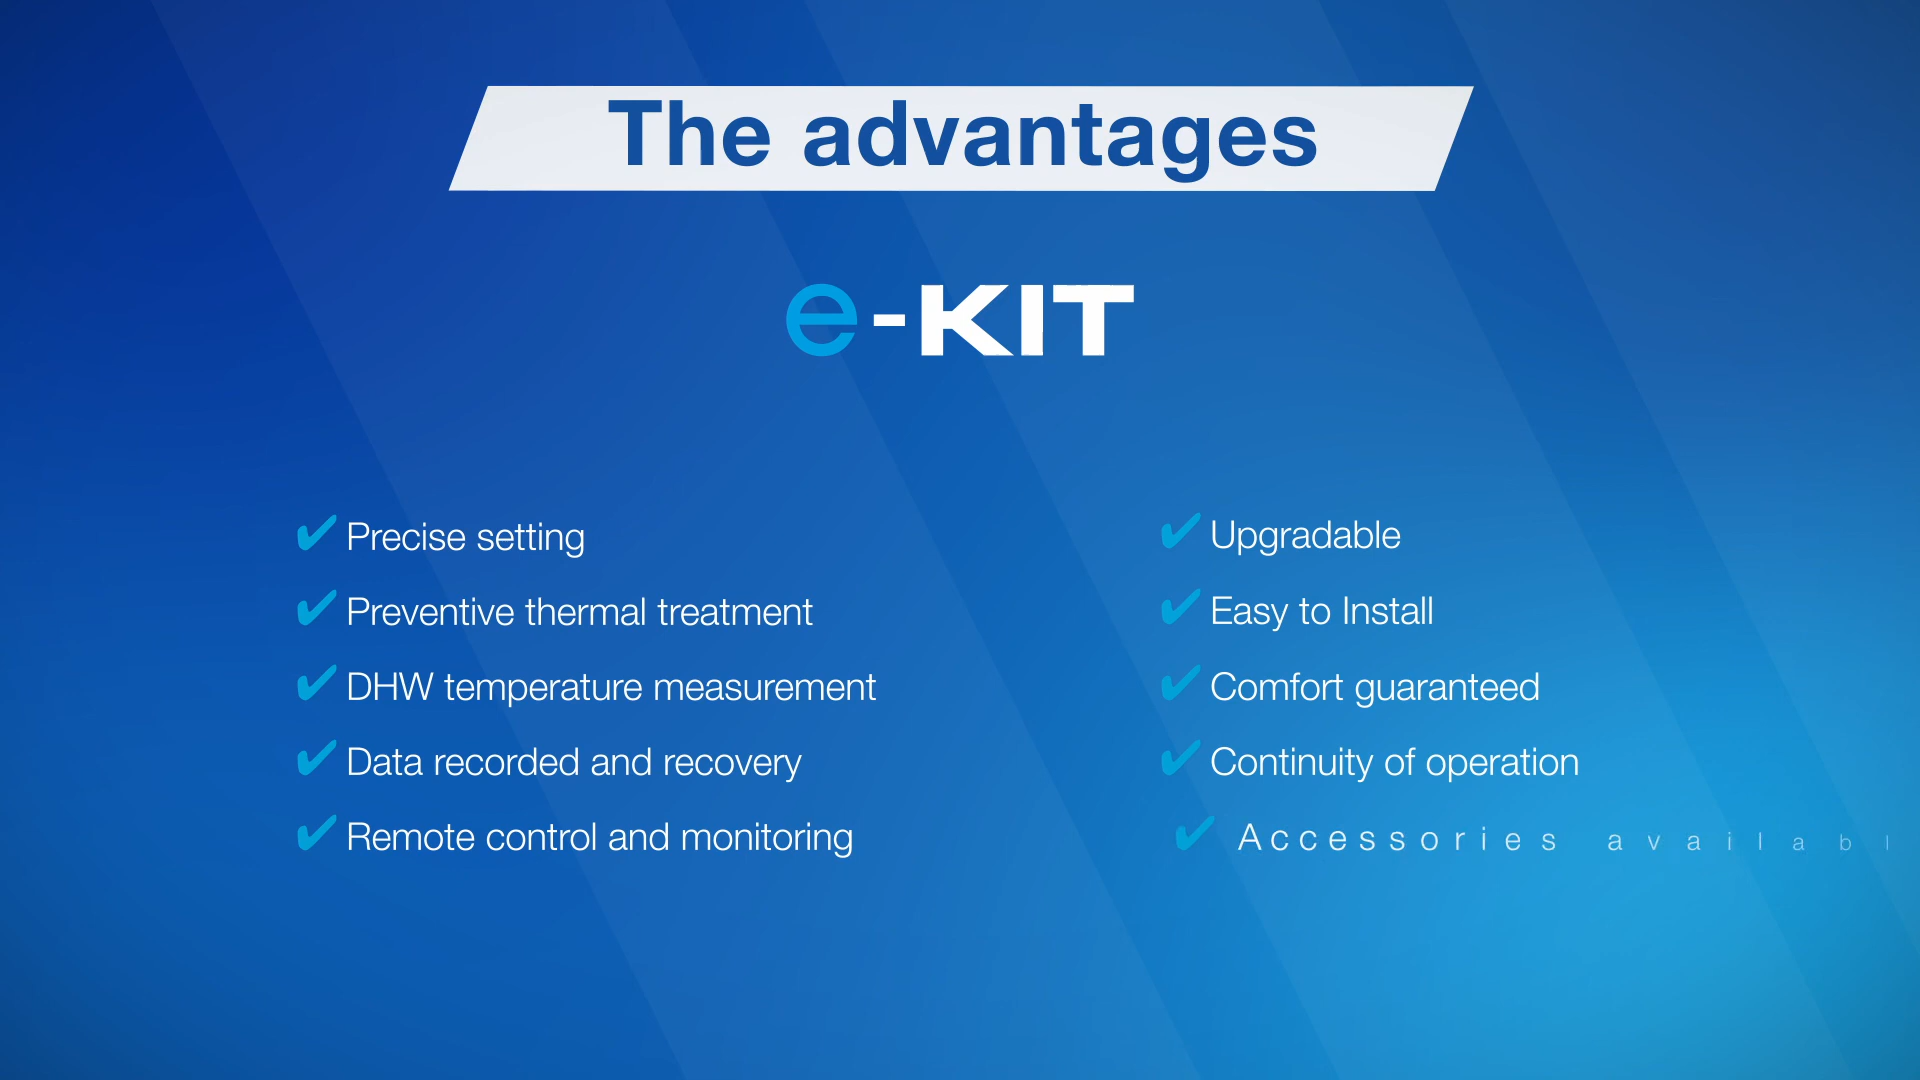 The advantages
e-KIT
✔ Precise setting
✔ Preventive thermal treatment
✔ DHW temperature measurement
✔ Data recorded and recovery
✔ Remote control and monitoring
✔ Upgradable
✔ Easy to Install
✔ Comfort guaranteed
✔ Continuity of operation
✔ Accessories availabl